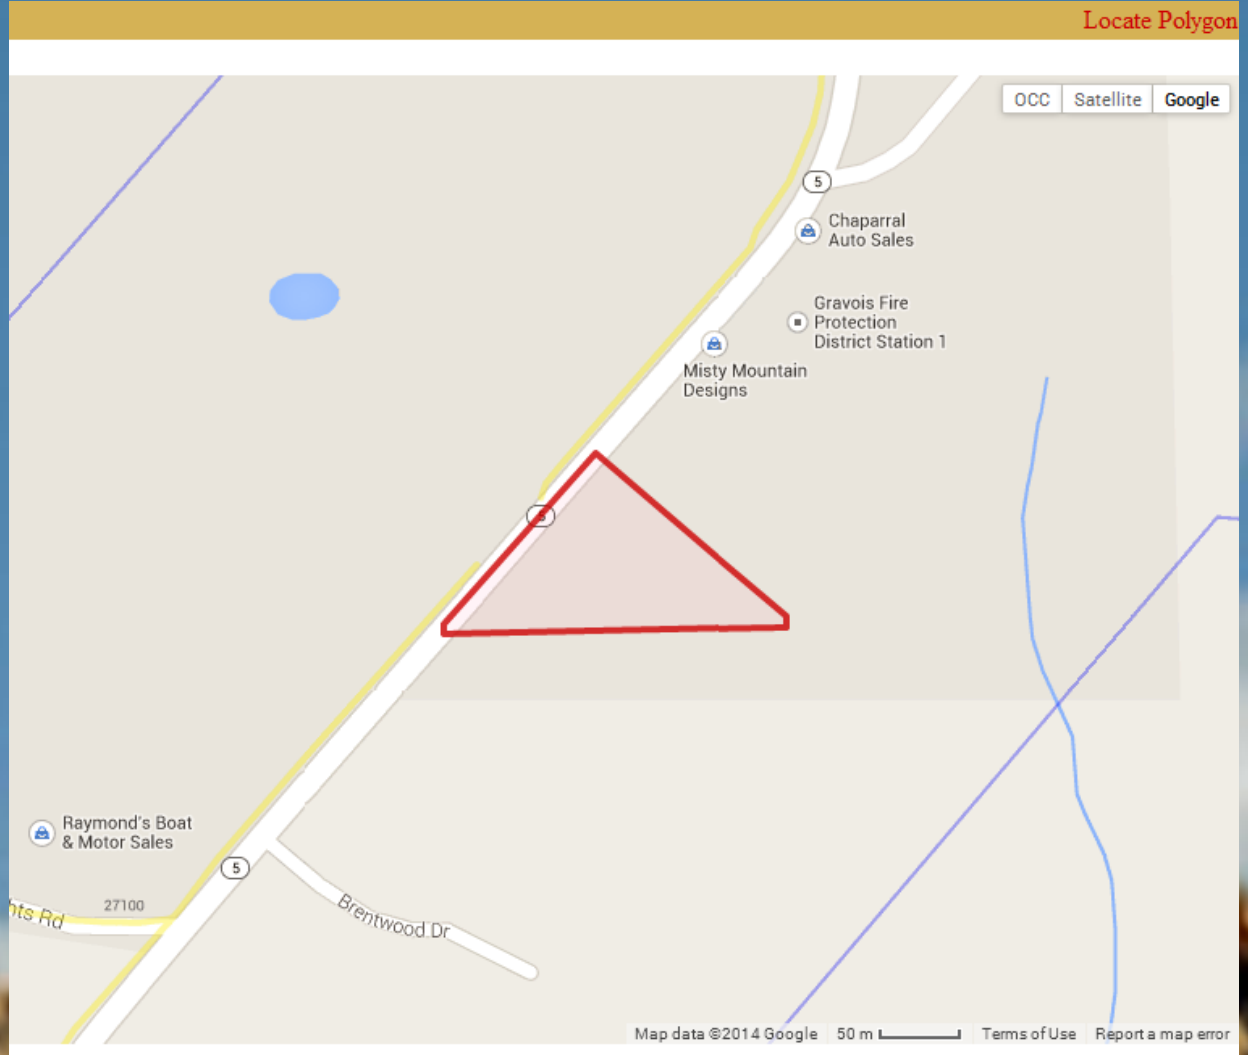 Locate Polygon
OCC Satellite Google
5
Chaparral
Auto Sales
Gravois Fire
Protection
District Station 1
Misty Mountain
Designs
5
Raymond's Boat
& Motor Sales
5
27100
Rd
Brentwood Dr
Map data ©2014 Google 50 m Terms of Use Report a map error